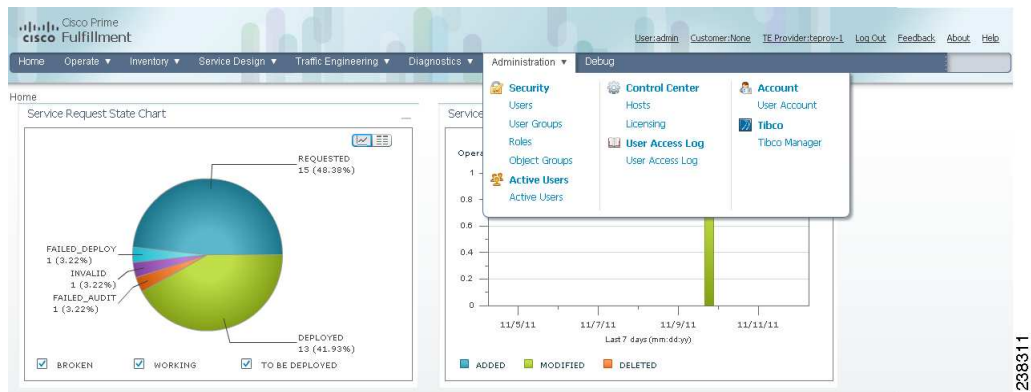 Cisco Prime
CISCO Fulfillment
User:admin Customer:None TE Provider:teprov-1 Log Out Feedback About Help
Home Operate ▼ Inventory ▼ Service Design ▼ Traffic Engineering ▼ Diagnostics ▼ Administration ▼ Debug
Home
Service Request State Chart
REQUESTED
15 (48.38%)
FAILED_DEPLOY
1 (3.22%)
INVALID
1 (3.22%)
FAILED_AUDIT
1 (3.22%)
DEPLOYED
13 (41.93%)
BROKEN WORKING TO BE DEPLOYED
Service
Opera
Security
Users
User Groups
Roles
Object Groups
Active Users
Active Users
Control Center
Hosts
Licensing
User Access Log
User Access Log
Account
User Account
Tibco
Tibco Manager
1
0.8
0.6
0.4
0.2
0
11/5/11 11/7/11 11/9/11 11/11/11
Last 7 days (mm:dd:yy)
ADDED MODIFIED DELETED
238311